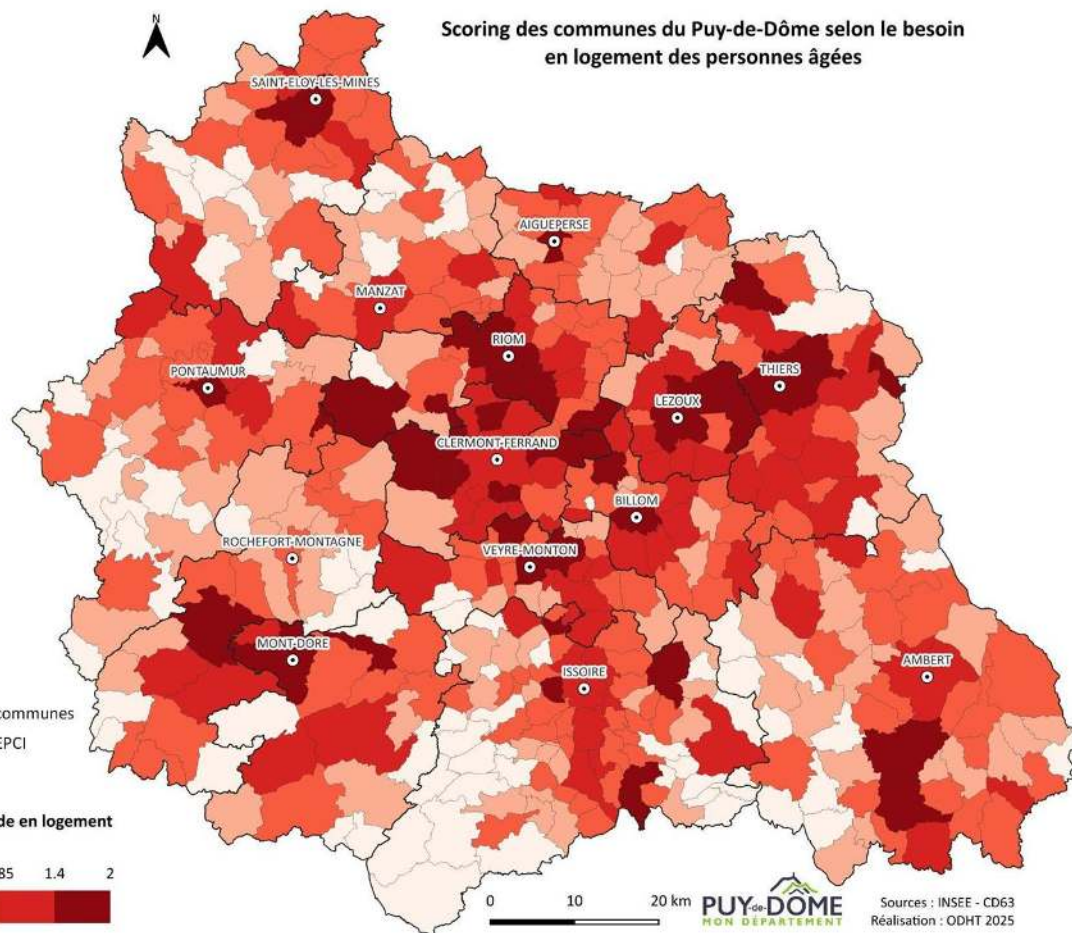 N
Scoring des communes du Puy-de-Dôme selon le besoin
en logement des personnes âgées
SAINT-ELOY-LES-MINES
AIGUEPERSE
MANZAT
RIOM
PONTAUMUR
THIERS
LEZOUX
CLERMONT-FERRAND
BILLOM
ROCHEFORT-MONTAGNE
VEYRE-MONTON
MONT-DORE
ISSOIRE
AMBERT
communes
EPCI
de en logement
85 1.4 2
0 10 20 km
PUY-de-DÔME
MON DÉPARTEMENT
Sources : INSEE - CD63
Réalisation : ODHT 2025